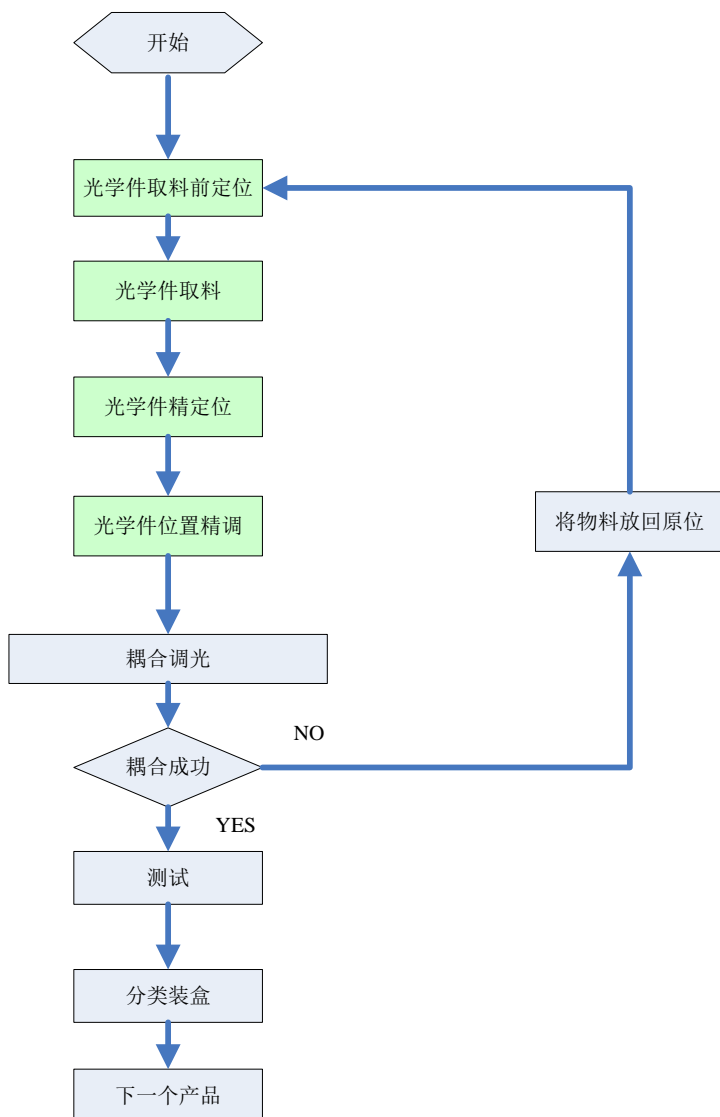 开始
光学件取料前定位
光学件取料
光学件精定位
光学件位置精调
将物料放回原位
耦合调光
NO
耦合成功
YES
测试
分类装盒
下一个产品